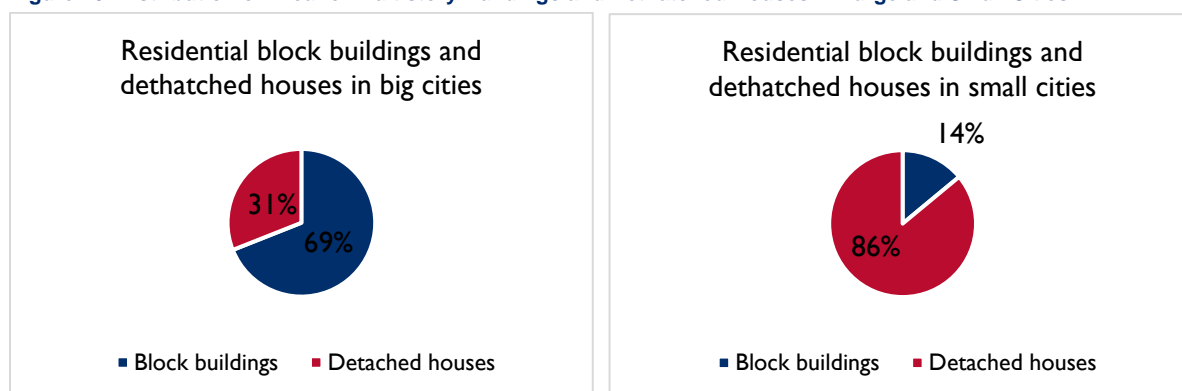 Residential block buildings and
dethatched houses in big cities
31%
69%
■ Block buildings ■ Detached houses
Residential block buildings and
dethatched houses in small cities
14%
86%
■ Block buildings ■ Detached houses